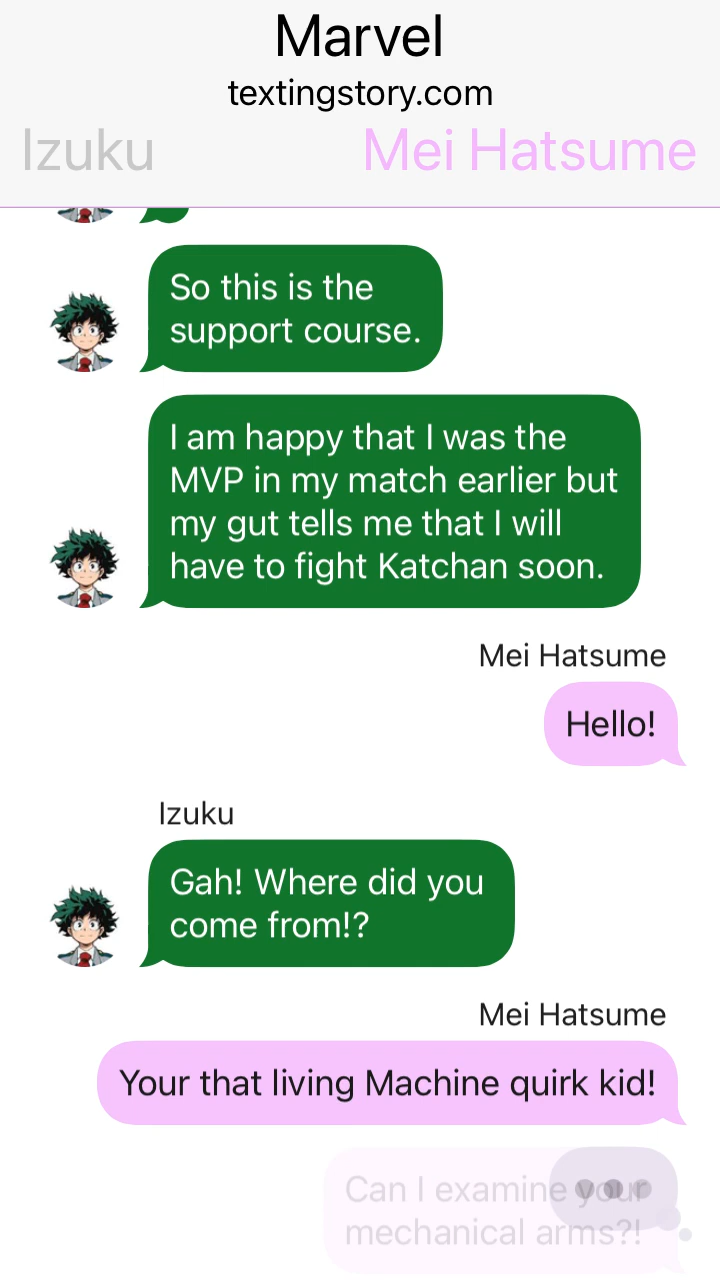 Marvel
textingstory.com
Izuku
Mei Hatsume
So this is the
support course.
I am happy that I was the
MVP in my match earlier but
my gut tells me that I will
have to fight Katchan soon.
Mei Hatsume
Hello!
Izuku
Gah! Where did you
come from!?
Mei Hatsume
Your that living Machine quirk kid!
Can I examine your
mechanical arms?!